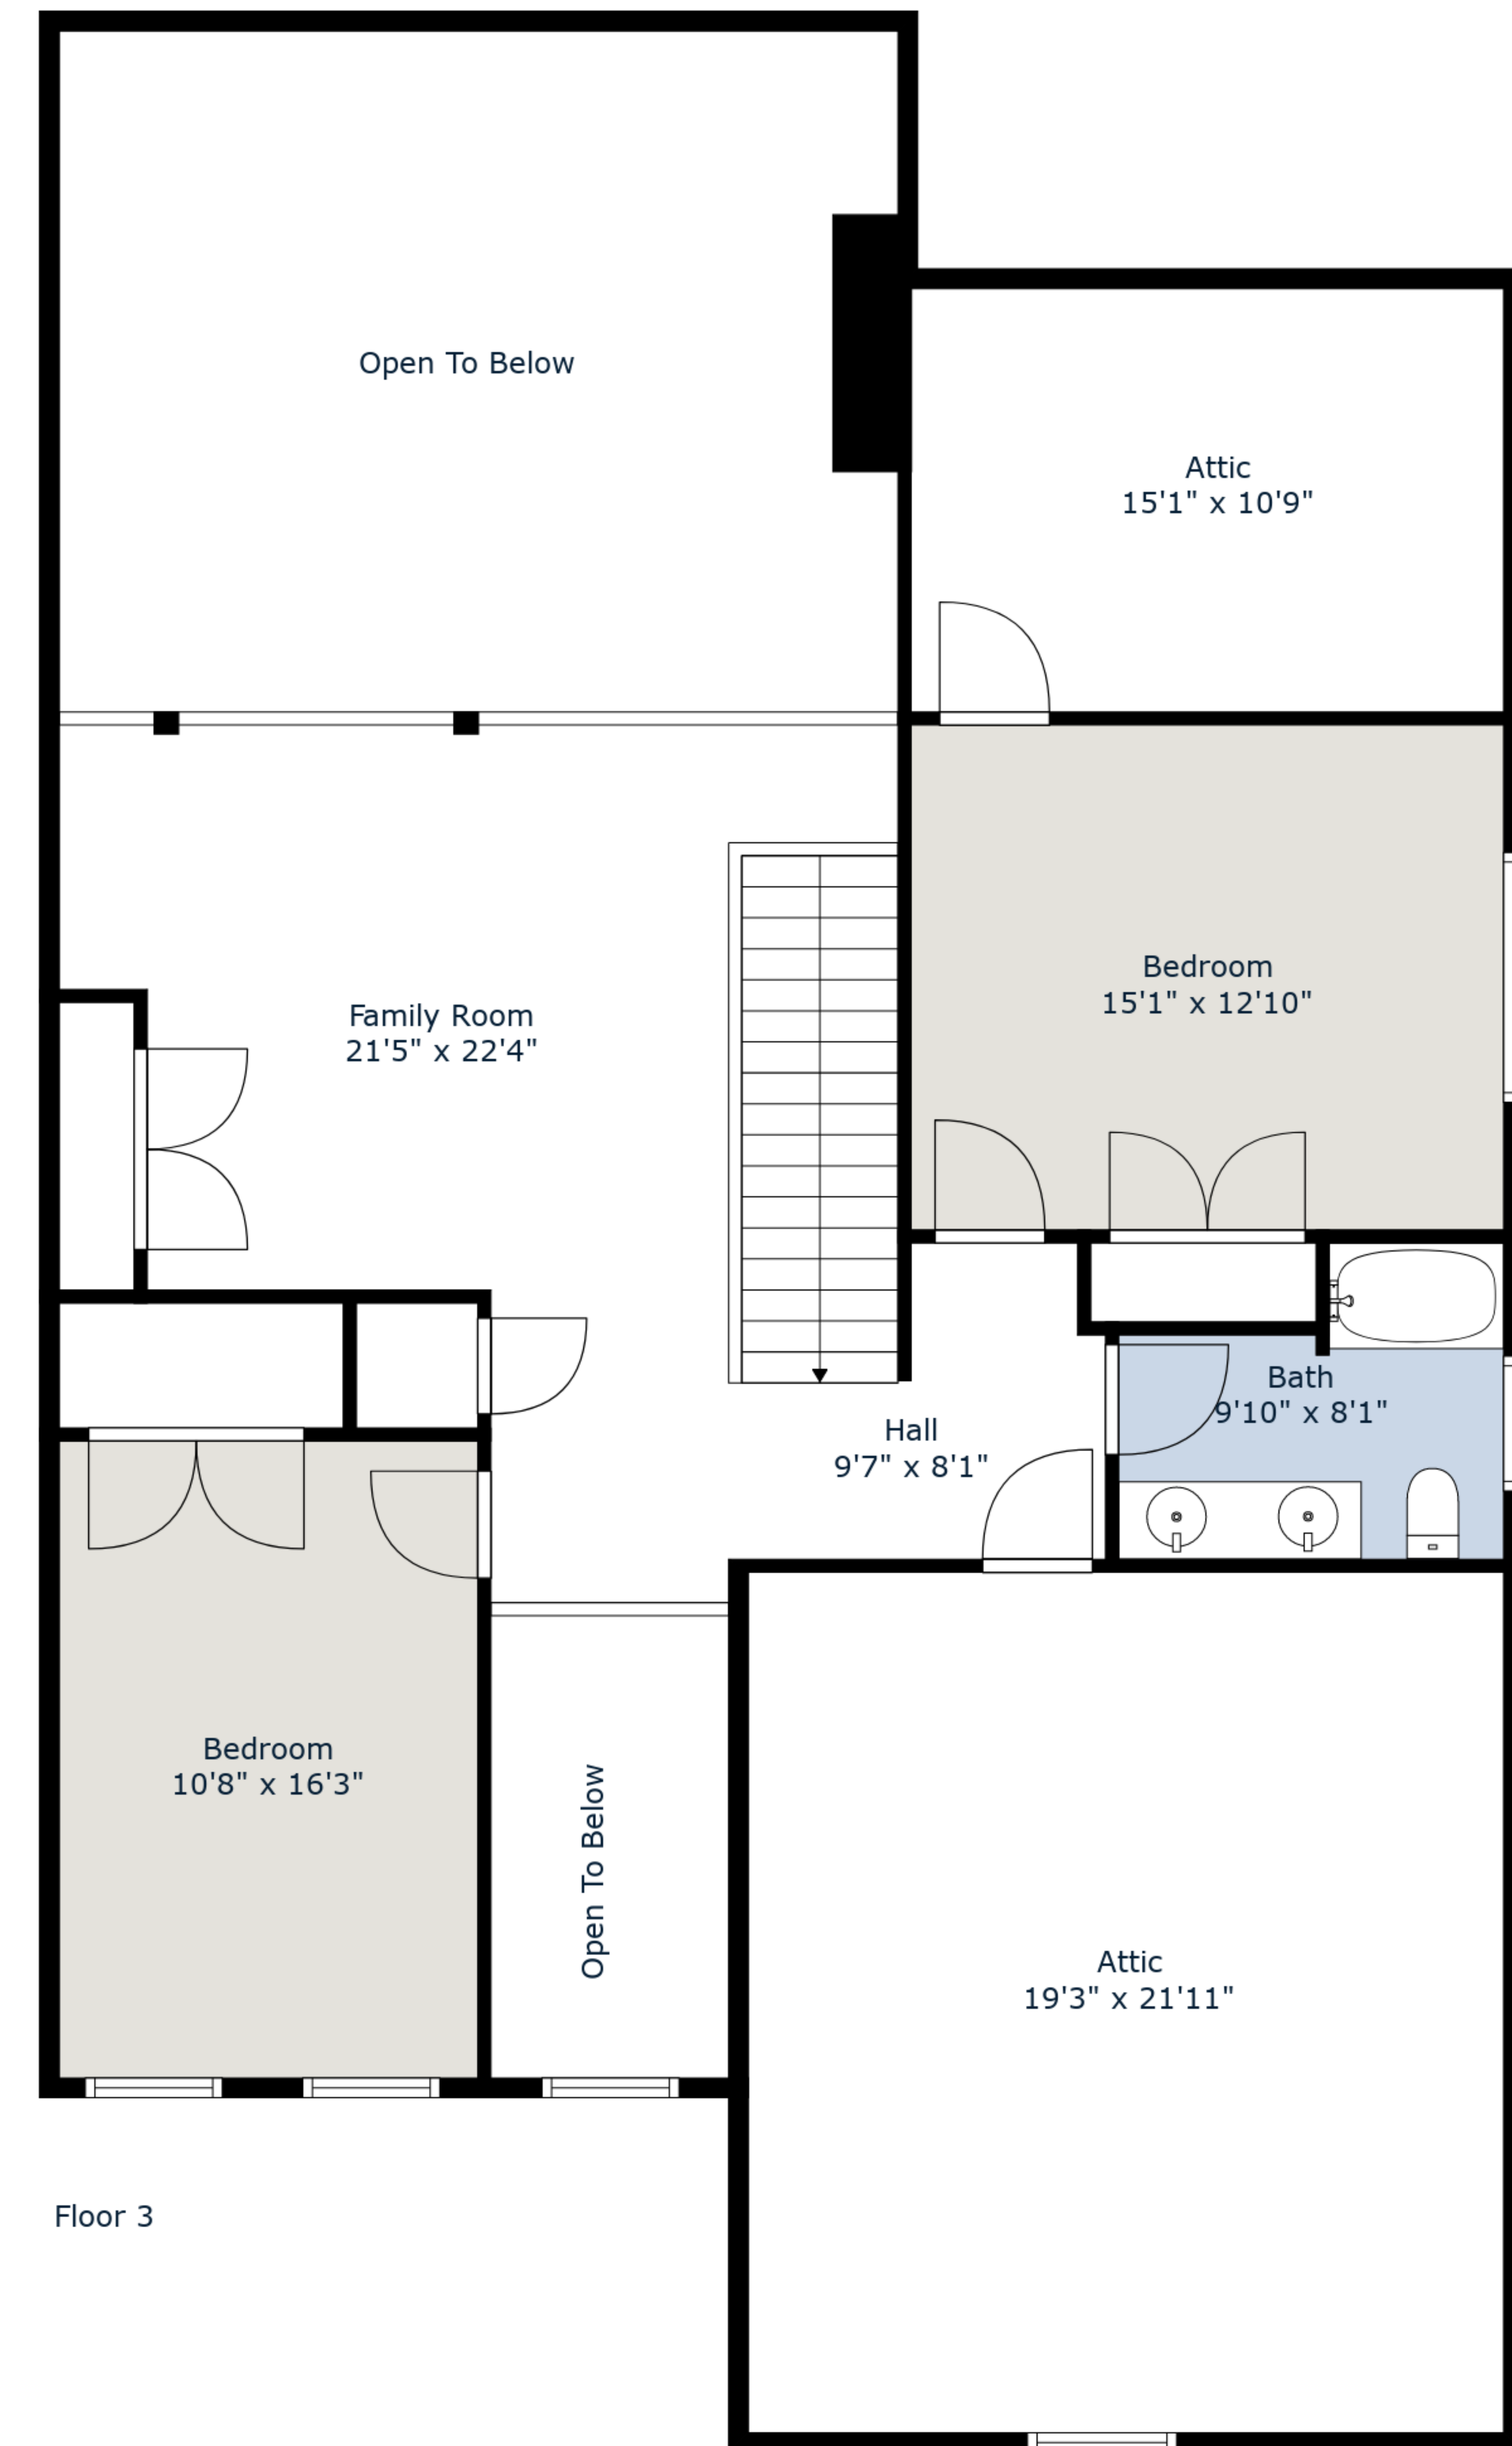 Open To Below
Attic
15'1" x 10'9"
Bedroom
15'1" x 12'10"
Family Room
21'5" x 22'4"
Bath
9'10" x 8'1"
Hall
9'7" x 8'1"
Bedroom
10'8" x 16'3"
Open To Below
Attic
19'3" x 21'11"
Floor 3